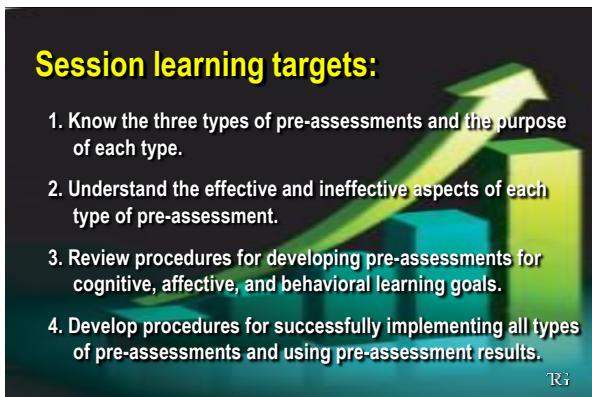 Session learning targets:
1. Know the three types of pre-assessments and the purpose
of each type.
2. Understand the effective and ineffective aspects of each
type of pre-assessment.
3. Review procedures for developing pre-assessments for
cognitive, affective, and behavioral learning goals.
4. Develop procedures for successfully implementing all types
of pre-assessments and using pre-assessment results.
TRG